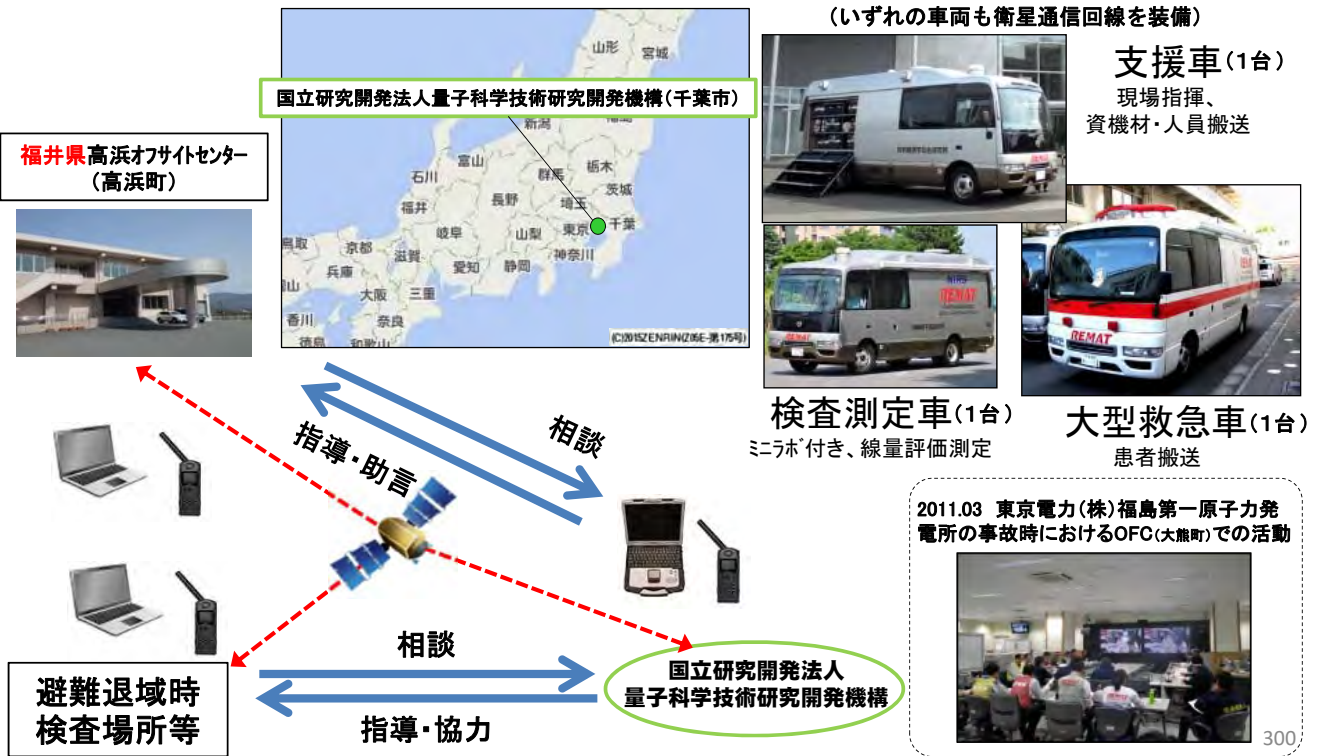 (いずれの車両も衛星通信回線を装備)
支援車(1台)
現場指揮、
資機材・人員搬送
国立研究開発法人量子科学技術研究開発機構(千葉市)
山形
宮城
新潟
福島
富山
石川
群馬
栃木
茨城
福井
長野
埼玉
岐阜
山梨
東京
千葉
鳥取
京都
滋賀
愛知
静岡
神奈川
兵庫
大阪
三重
香川
奈良
徳島
和歌山
(C)2015ZENRIN(Z05E-第175号)
福井県高浜オフサイトセンター
(高浜町)
NIRS
REMAT
検査測定車(1台)
ミニラボ付き、線量評価測定
REMAT
大型救急車(1台)
患者搬送
相談
指導・助言
相談
指導・協力
避難退域時
検査場所等
国立研究開発法人
量子科学技術研究開発機構
2011.03 東京電力(株)福島第一原子力発
電所の事故時におけるOFC(大熊町)での活動
300